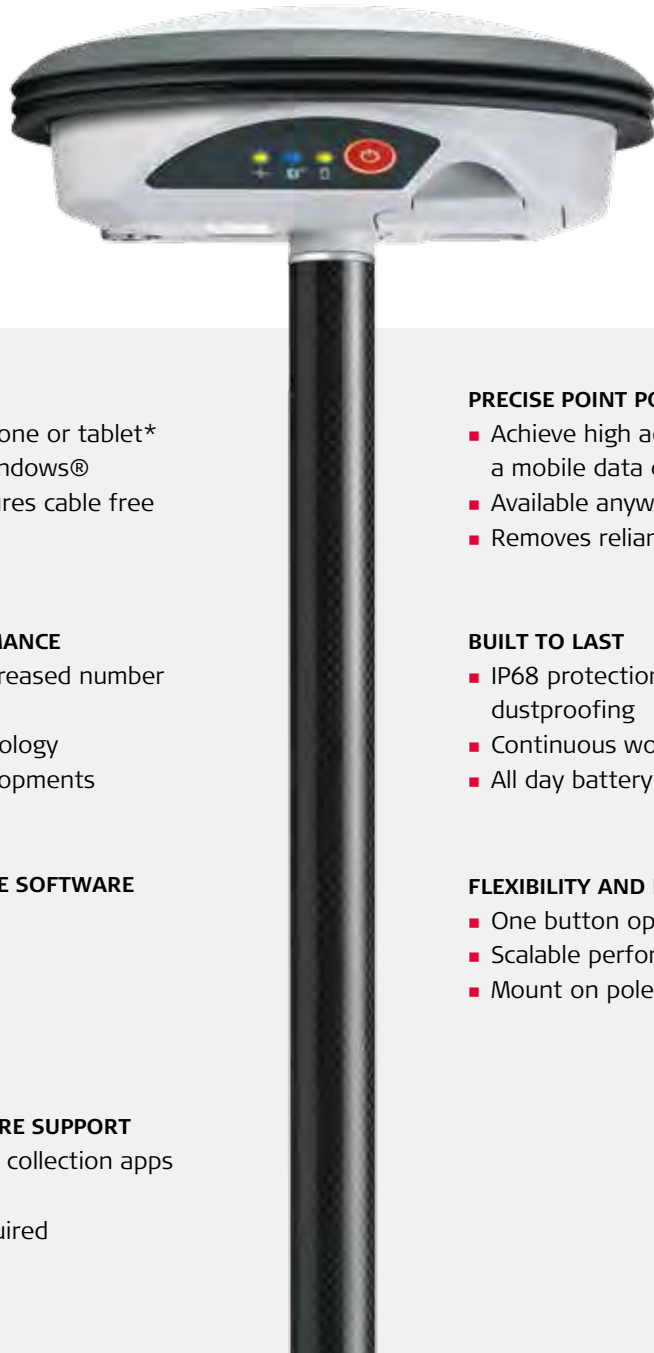 one or tablet*
ndows®
res cable free
MANCE
reased number
ology
opments
E SOFTWARE
RE SUPPORT
collection apps
uired
PRECISE POINT PO
■ Achieve high a
a mobile data
■ Available anyw
■ Removes relian
BUILT TO LAST
■ IP68 protection
dustproofing
■ Continuous wo
■ All day battery
FLEXIBILITY AND
■ One button op
■ Scalable perfor
■ Mount on pole